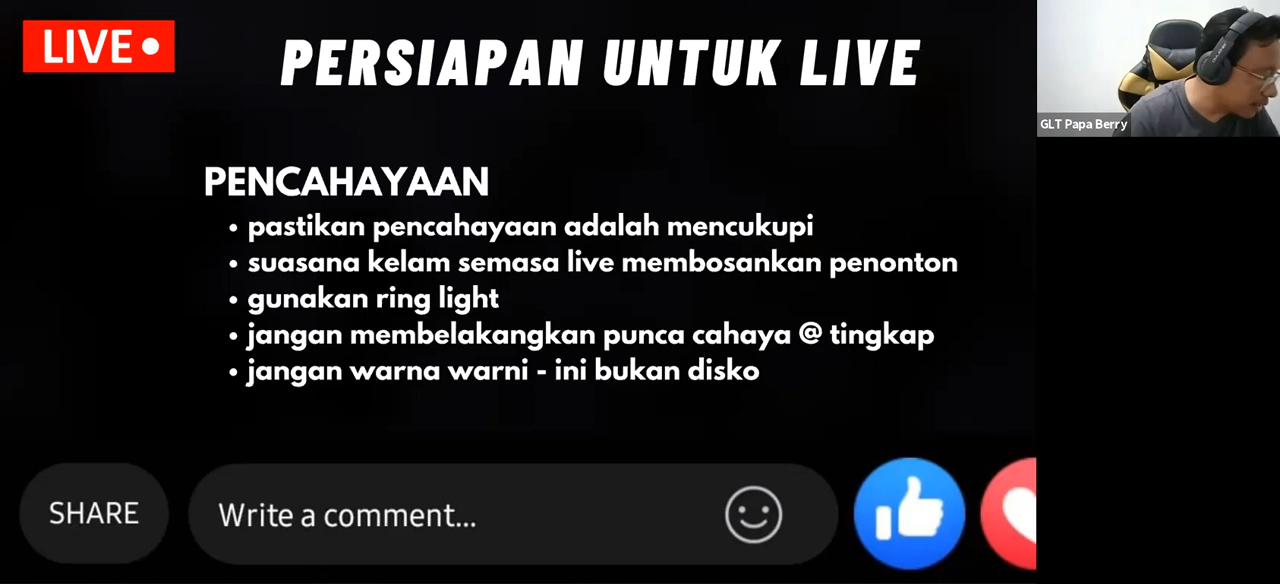 LIVE
PERSIAPAN UNTUK LIVE
GLT Papa Berry
PENCAHAYAAN
• pastikan pencahayaan adalah mencukupi
• suasana kelam semasa live membosankan penonton
• gunakan ring light
• jangan membelakangkan punca cahaya @ tingkap
• jangan warna warni - ini bukan disko
SHARE
Write a comment...